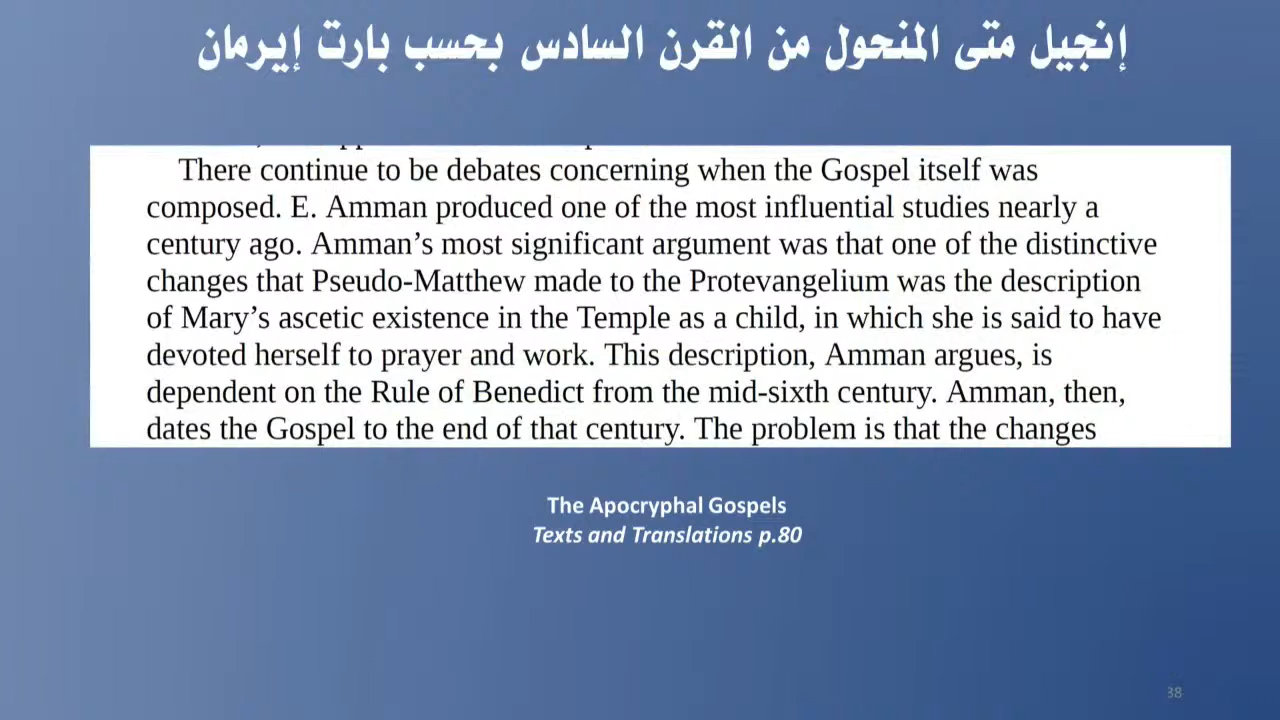 إنجيل متى المنحول من القرن السادس بحسب بارت إيرمان
There continue to be debates concerning when the Gospel itself was
composed. E. Amman produced one of the most influential studies nearly a
century ago. Amman’s most significant argument was that one of the distinctive
changes that Pseudo-Matthew made to the Protevangelium was the description
of Mary’s ascetic existence in the Temple as a child, in which she is said to have
devoted herself to prayer and work. This description, Amman argues, is
dependent on the Rule of Benedict from the mid-sixth century. Amman, then,
dates the Gospel to the end of that century. The problem is that the changes
The Apocryphal Gospels
Texts and Translations p.80
38